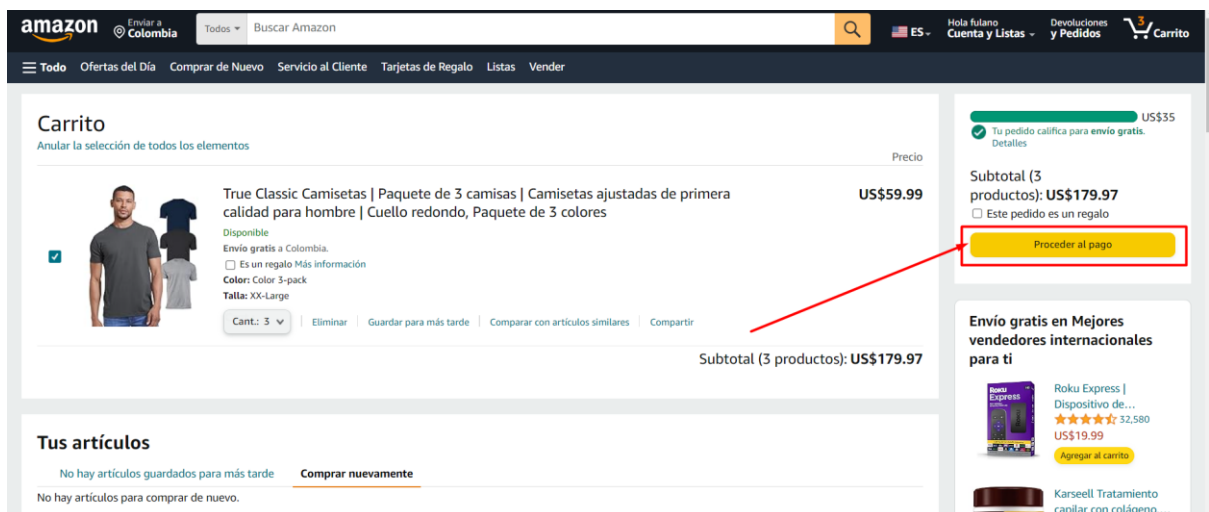 amazon
Enviar a
Colombia
Todos
Buscar Amazon
ES
Hola fulano
Cuenta y Listas
Devoluciones
y Pedidos
3
Carrito
Todo Ofertas del Día Comprar de Nuevo Servicio al Cliente Tarjetas de Regalo Listas Vender
Carrito
Anular la selección de todos los elementos
Precio
True Classic Camisetas | Paquete de 3 camisas | Camisetas ajustadas de primera
calidad para hombre | Cuello redondo, Paquete de 3 colores
US$59.99
Disponible
Envío gratis a Colombia.
Es un regalo Más información
Color: Color 3-pack
Talla: XX-Large
Cant.: 3 Eliminar Guardar para más tarde Comparar con artículos similares Compartir
Subtotal (3 productos): US$179.97
Tus artículos
No hay artículos guardados para más tarde Comprar nuevamente
No hay artículos para comprar de nuevo.
US$35
Tu pedido califica para envío gratis.
Detalles
Subtotal (3
productos): US$179.97
Este pedido es un regalo
Proceder al pago
Envío gratis en Mejores
vendedores internacionales
para ti
Roku
Express
Roku Express |
Dispositivo de...
32,580
US$19.99
Agregar al carrito
Karseell Tratamiento
capilar con colágeno...